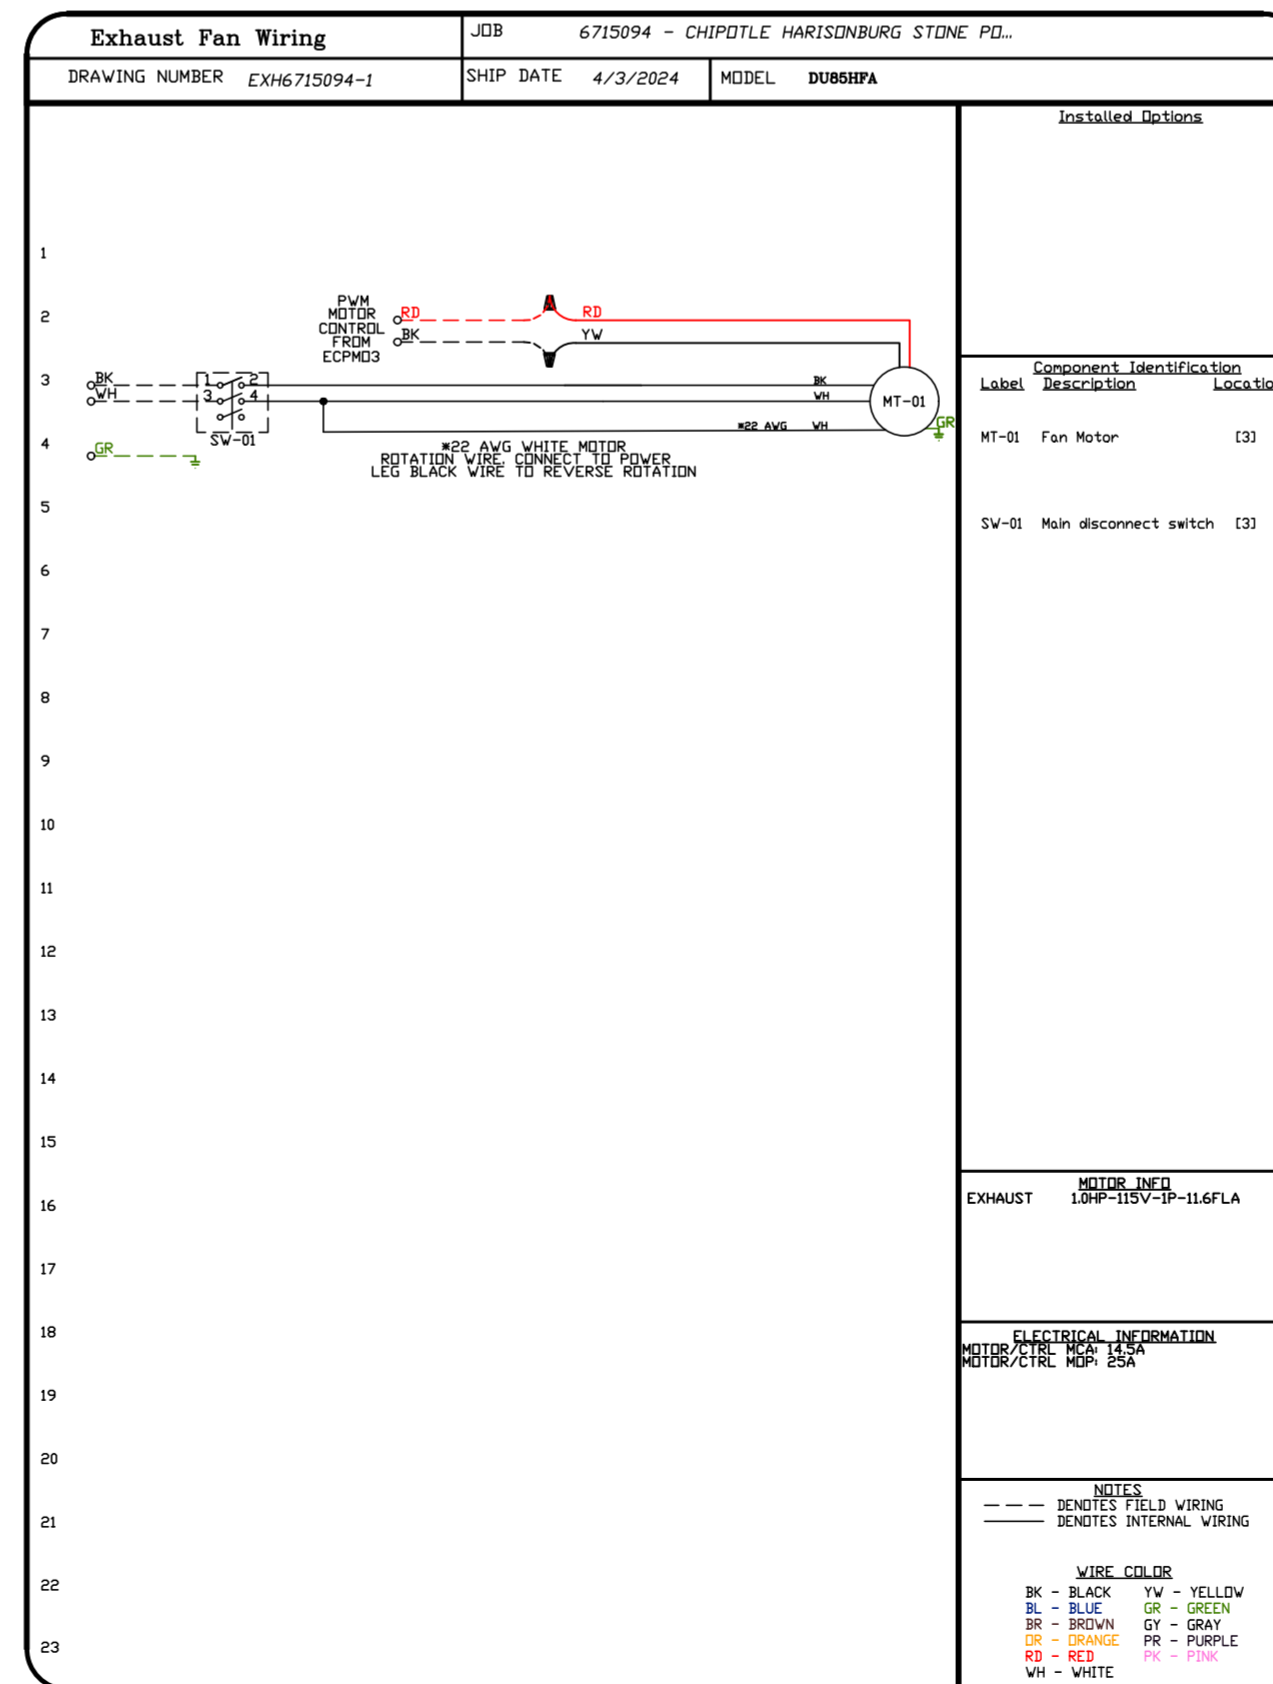 Exhaust Fan Wiring
JOB 6715094 - CHIPOTLE HARISONBURG STONE PO...
DRAWING NUMBER EXH6715094-1
SHIP DATE 4/3/2024
MODEL DU85HFA
Installed Options
1
2
3
4
5
6
7
8
9
10
11
12
13
14
15
16
17
18
19
20
21
22
23
PWM
MOTOR
CONTROL
FROM
ECPM03
RD
BK
RD
YW
BK
WH
1 2
3 4
SW-01
GR
BK
WH
*22 AWG WH
MT-01
GR
*22 AWG WHITE MOTOR
ROTATION WIRE. CONNECT TO POWER
LEG BLACK WIRE TO REVERSE ROTATION
Component Identification
Label Description Locatio
MT-01 Fan Motor [3]
SW-01 Main disconnect switch [3]
MOTOR INFO
EXHAUST 1.0HP-115V-1P-11.6FLA
ELECTRICAL INFORMATION
MOTOR/CTRL MCA: 14.5A
MOTOR/CTRL MOP: 25A
NOTES
DENOTES FIELD WIRING
DENOTES INTERNAL WIRING
WIRE COLOR
BK - BLACK YW - YELLOW
BL - BLUE GR - GREEN
BR - BROWN GY - GRAY
OR - ORANGE PR - PURPLE
RD - RED PK - PINK
WH - WHITE